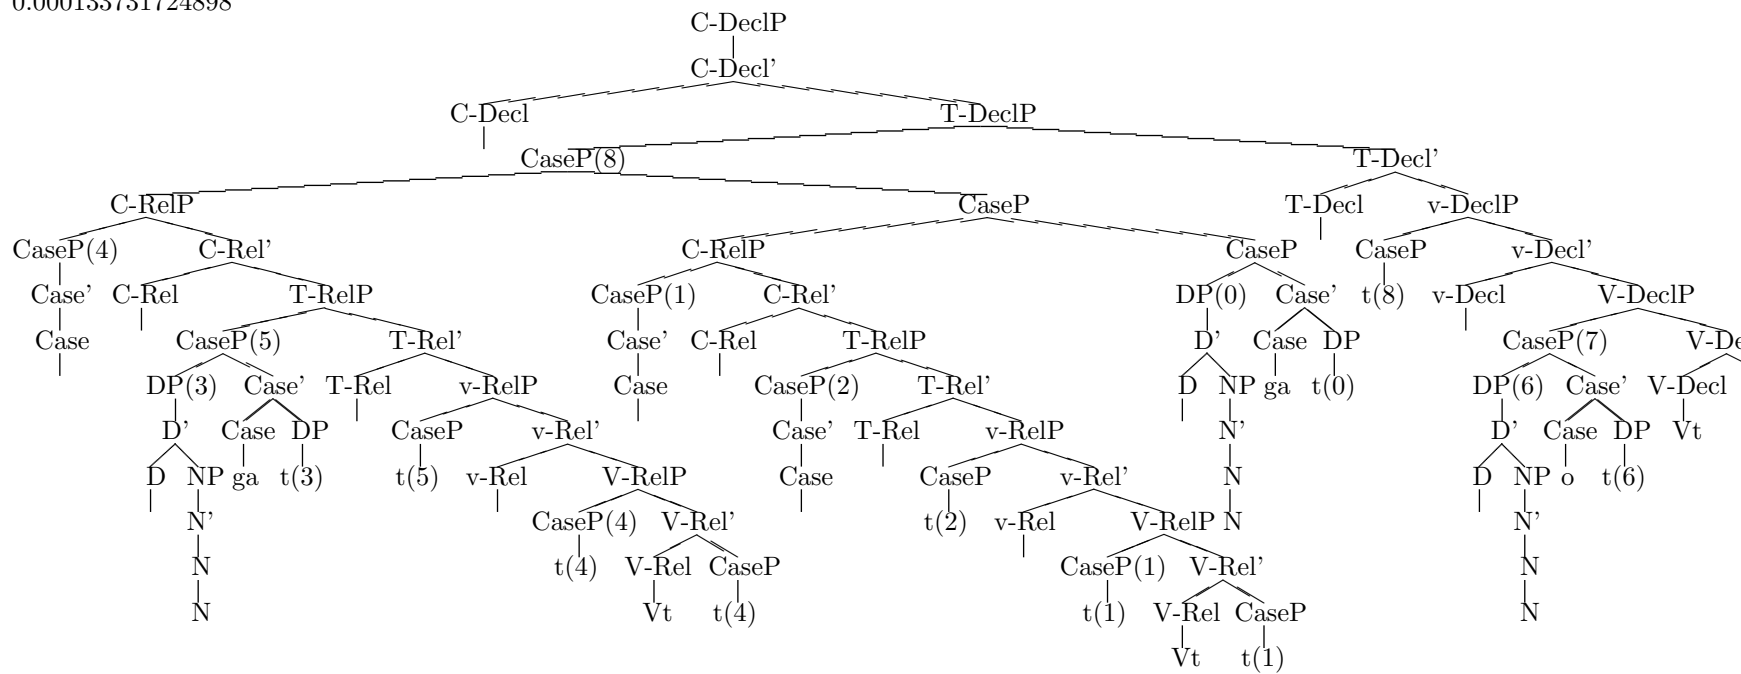 0.000133731724898
C-DeclP
C-Decl’
C-Decl T-DeclP
CaseP(8) T-Decl’
C-RelP CaseP T-Decl v-DeclP
CaseP(4) C-Rel’ C-RelP CaseP CaseP v-Decl’
Case’ C-Rel T-RelP CaseP(1) C-Rel’ DP(0) Case’ t(8) v-Decl V-DeclP
Case CaseP(5) T-Rel’ Case’ C-Rel T-RelP D’ Case DP CaseP(7) V-De
DP(3) Case’ T-Rel v-RelP Case CaseP(2) T-Rel’ D NP ga t(0) DP(6) Case’ V-Decl
D’ Case DP CaseP v-Rel’ Case’ T-Rel v-RelP N’ D’ Case DP Vt
D NP ga t(3) t(5) v-Rel V-RelP Case CaseP v-Rel’ N D NP o t(6)
N’ CaseP(4) V-Rel’ t(2) v-Rel V-RelP N N’
N t(4) V-Rel CaseP CaseP(1) V-Rel’ N
N Vt t(4) t(1) V-Rel CaseP N
Vt t(1)